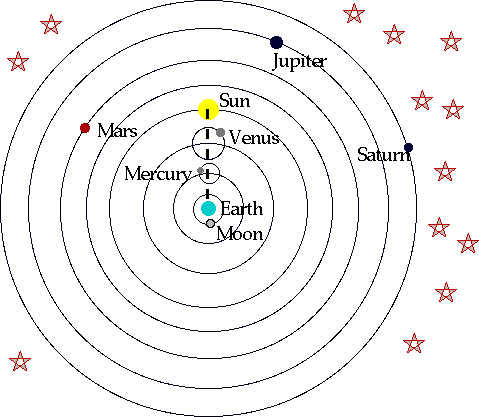 Jupiter
Sun
Mars
Venus
Saturn
Mercury
Earth
Moon